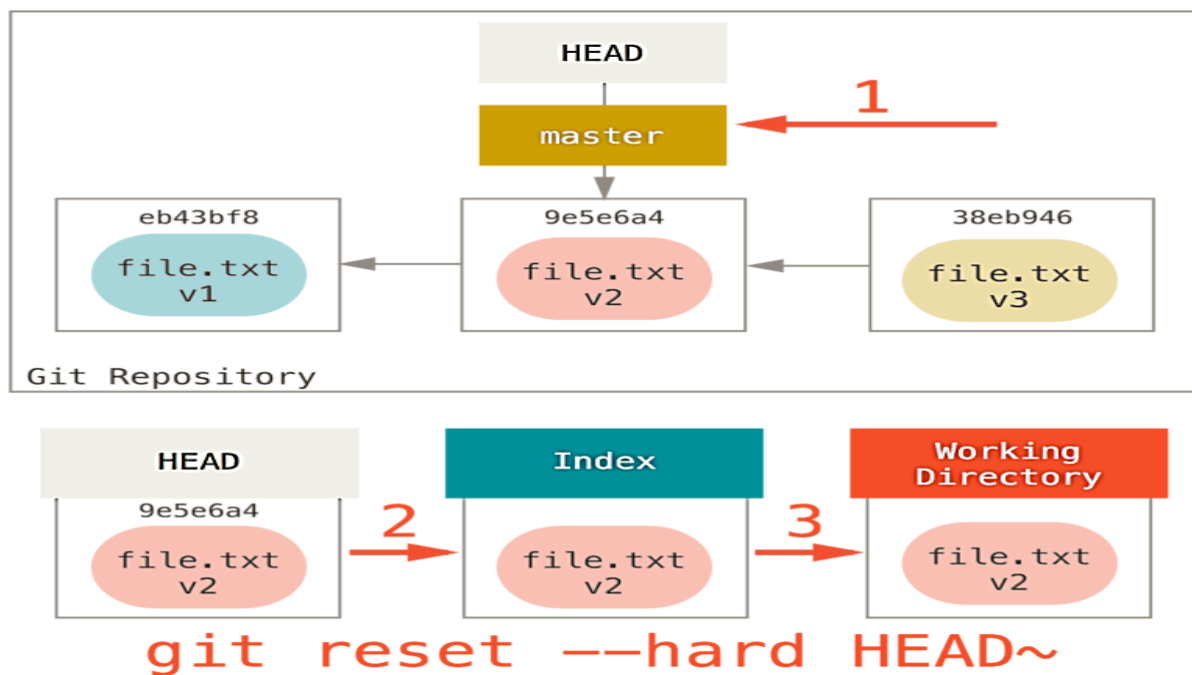 HEAD
1
master
eb43bf8
file.txt
v1
9e5e6a4
file.txt
v2
38eb946
file.txt
v3
Git Repository
HEAD
9e5e6a4
file.txt
v2
2
Index
file.txt
v2
3
Working
Directory
file.txt
v2
git reset --hard HEAD~